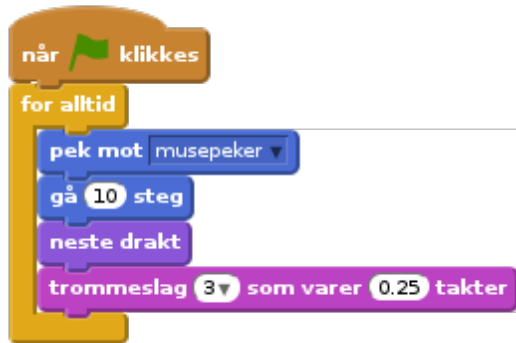 når klikkes
for alltid
pek mot musepeker
gå 10 steg
neste drakt
trommeslag 3 som varer 0.25 takter